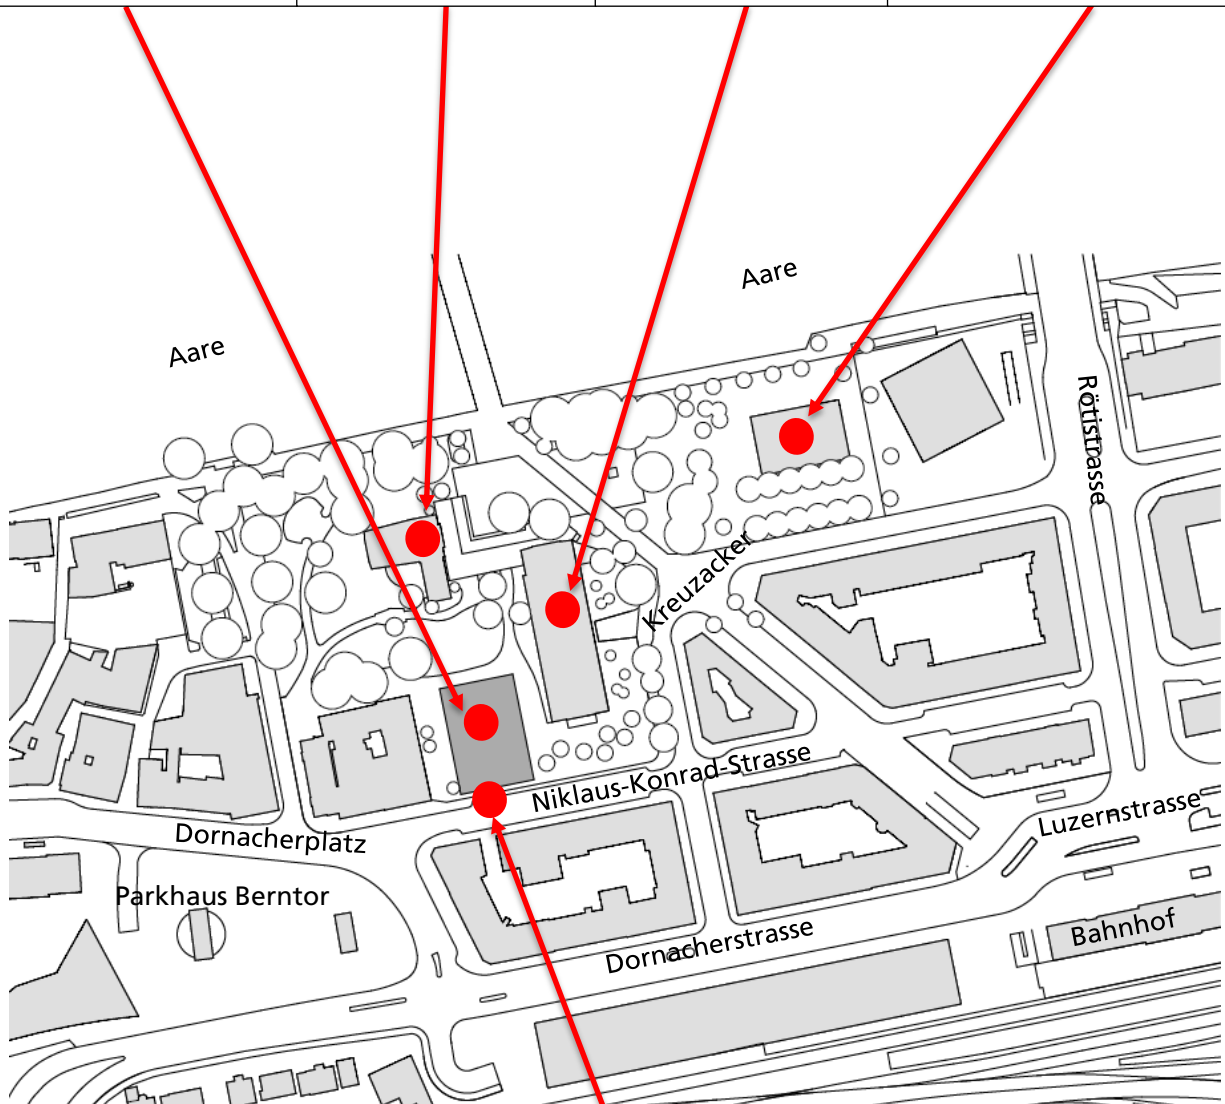 Aare
Aare
Rötistrasse
Kreuzacker
Niklaus-Konrad-Strasse
Luzernstrasse
Dornacherplatz
Parkhaus Berntor
Bahnhof
Dornacherstrasse